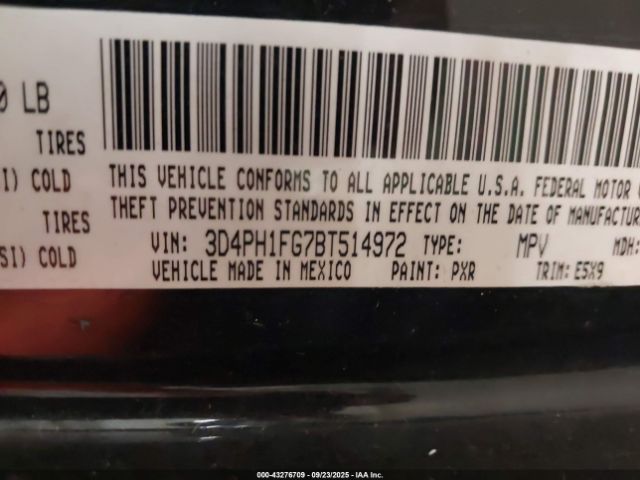 0 LB
TIRES
I) COLD
TIRES
SI) COLD
THIS VEHICLE CONFORMS TO ALL APPLICABLE U.S.A. FEDERAL MOTOR
THEFT PREVENTION STANDARDS IN EFFECT ON THE DATE OF MANUFACTUR
VIN: 3D4PH1FG7BT514972 TYPE: MPV MDH:
VEHICLE MADE IN MEXICO PAINT: PXR TRIM: E5X9
000-43276709 - 09/23/2025 - IAA Inc.